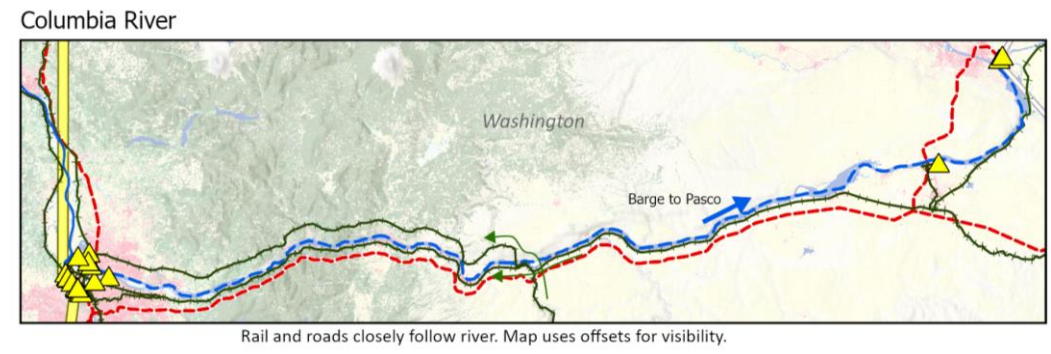 Columbia River
Washington
Barge to Pasco
Rail and roads closely follow river. Map uses offsets for visibility.